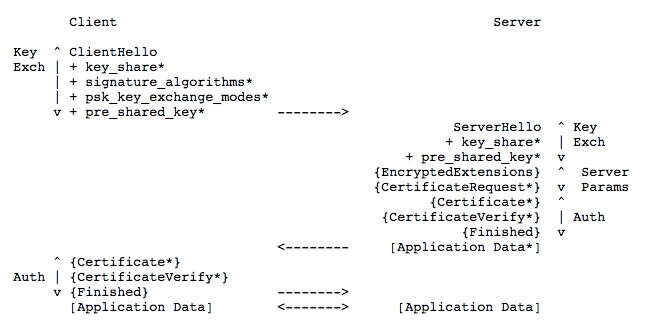 Client Server
Key ^ ClientHello
Exch | + key_share*
| + signature_algorithms*
| + psk_key_exchange_modes*
v + pre_shared_key* -------->
ServerHello ^ Key
+ key_share* | Exch
+ pre_shared_key* v
{EncryptedExtensions} ^ Server
{CertificateRequest*} v Params
{Certificate*} ^
{CertificateVerify*} | Auth
{Finished} v
<-------- [Application Data*]
^ {Certificate*}
Auth | {CertificateVerify*}
v {Finished} -------->
[Application Data] <-------> [Application Data]